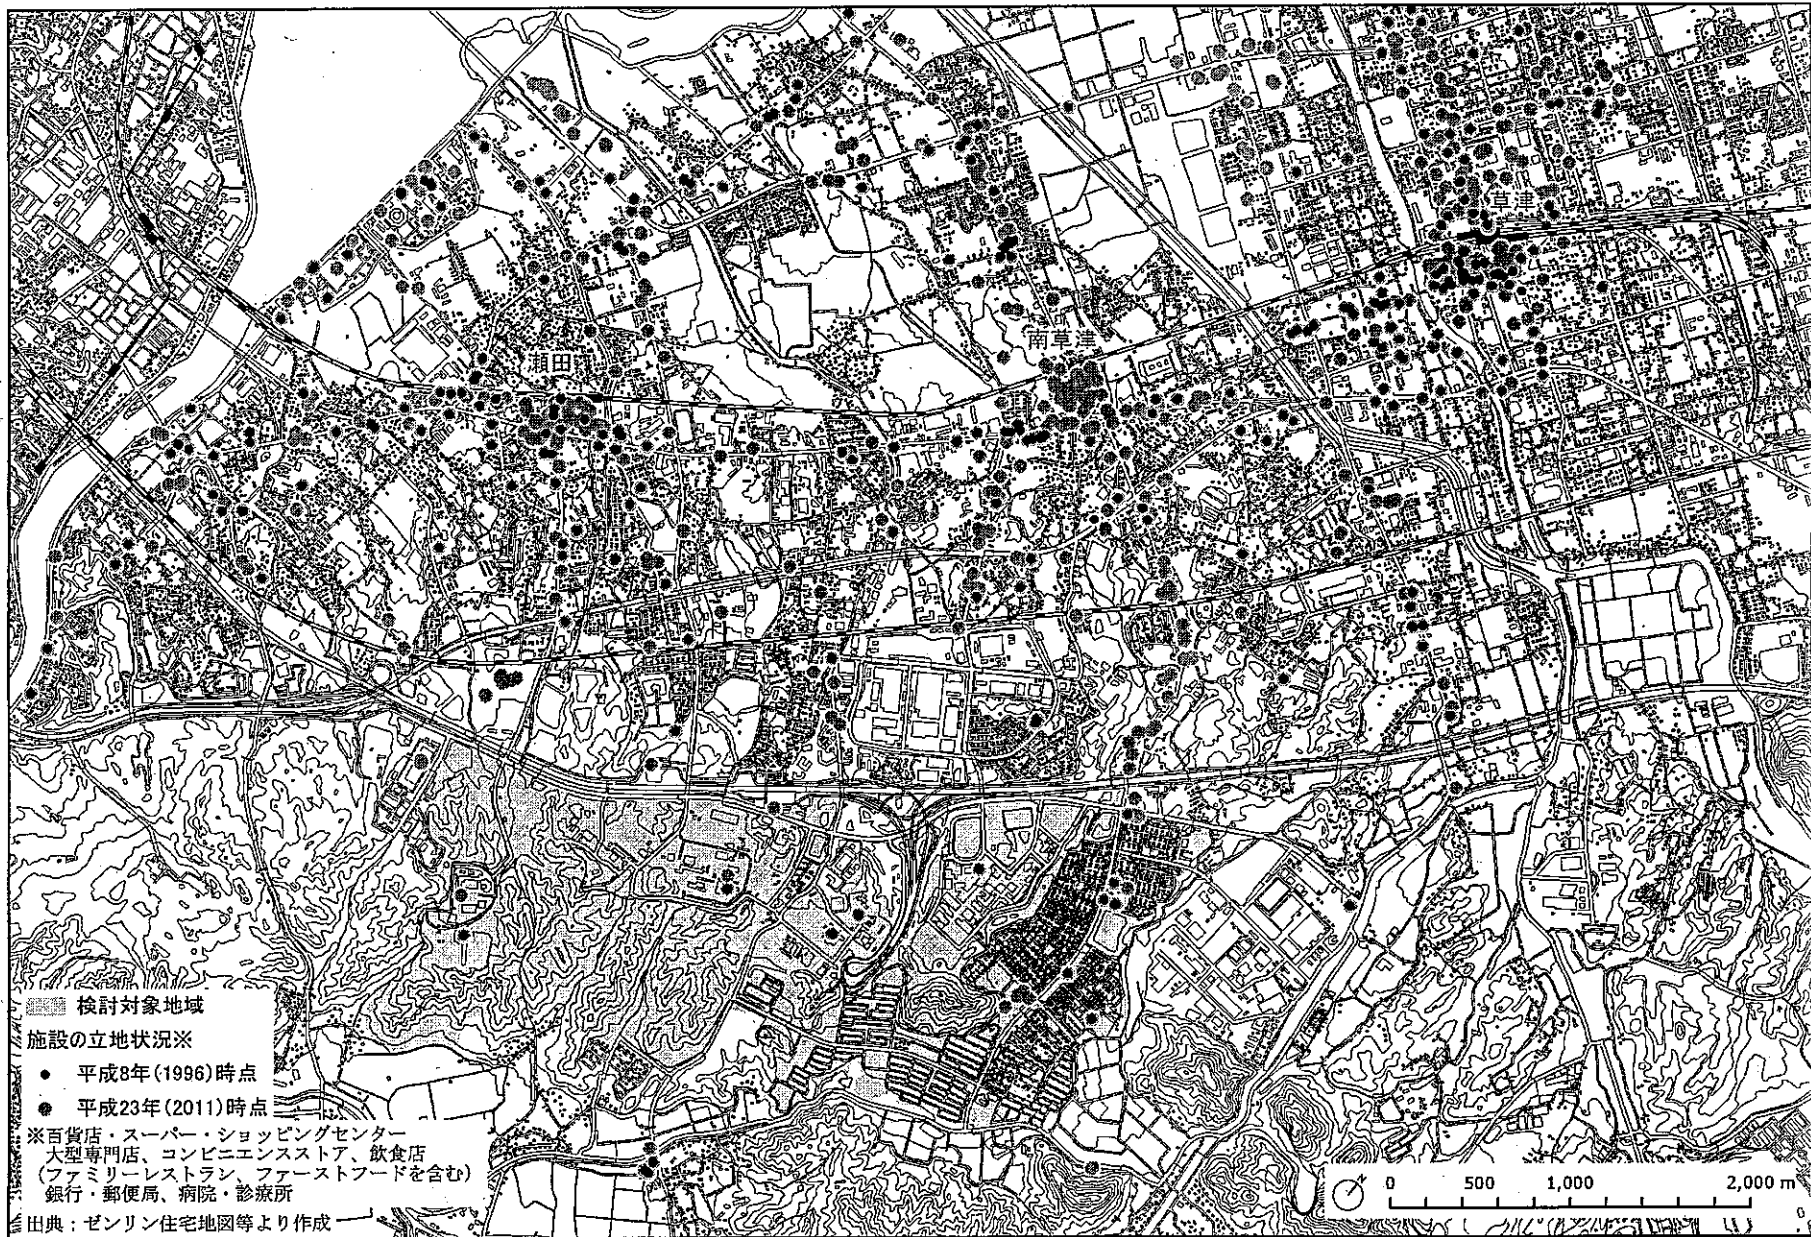 草津
南草津
瀬田
検討対象地域
施設の立地状況※
平成8年(1996)時点
平成23年(2011)時点
※百貨店・スーパー・ショッピングセンター
大型専門店、コンビニエンスストア、飲食店
(ファミリーレストラン、ファーストフードを含む)
銀行・郵便局、病院・診療所
出典：ゼンリン住宅地図等より作成
0 500 1,000 2,000 m